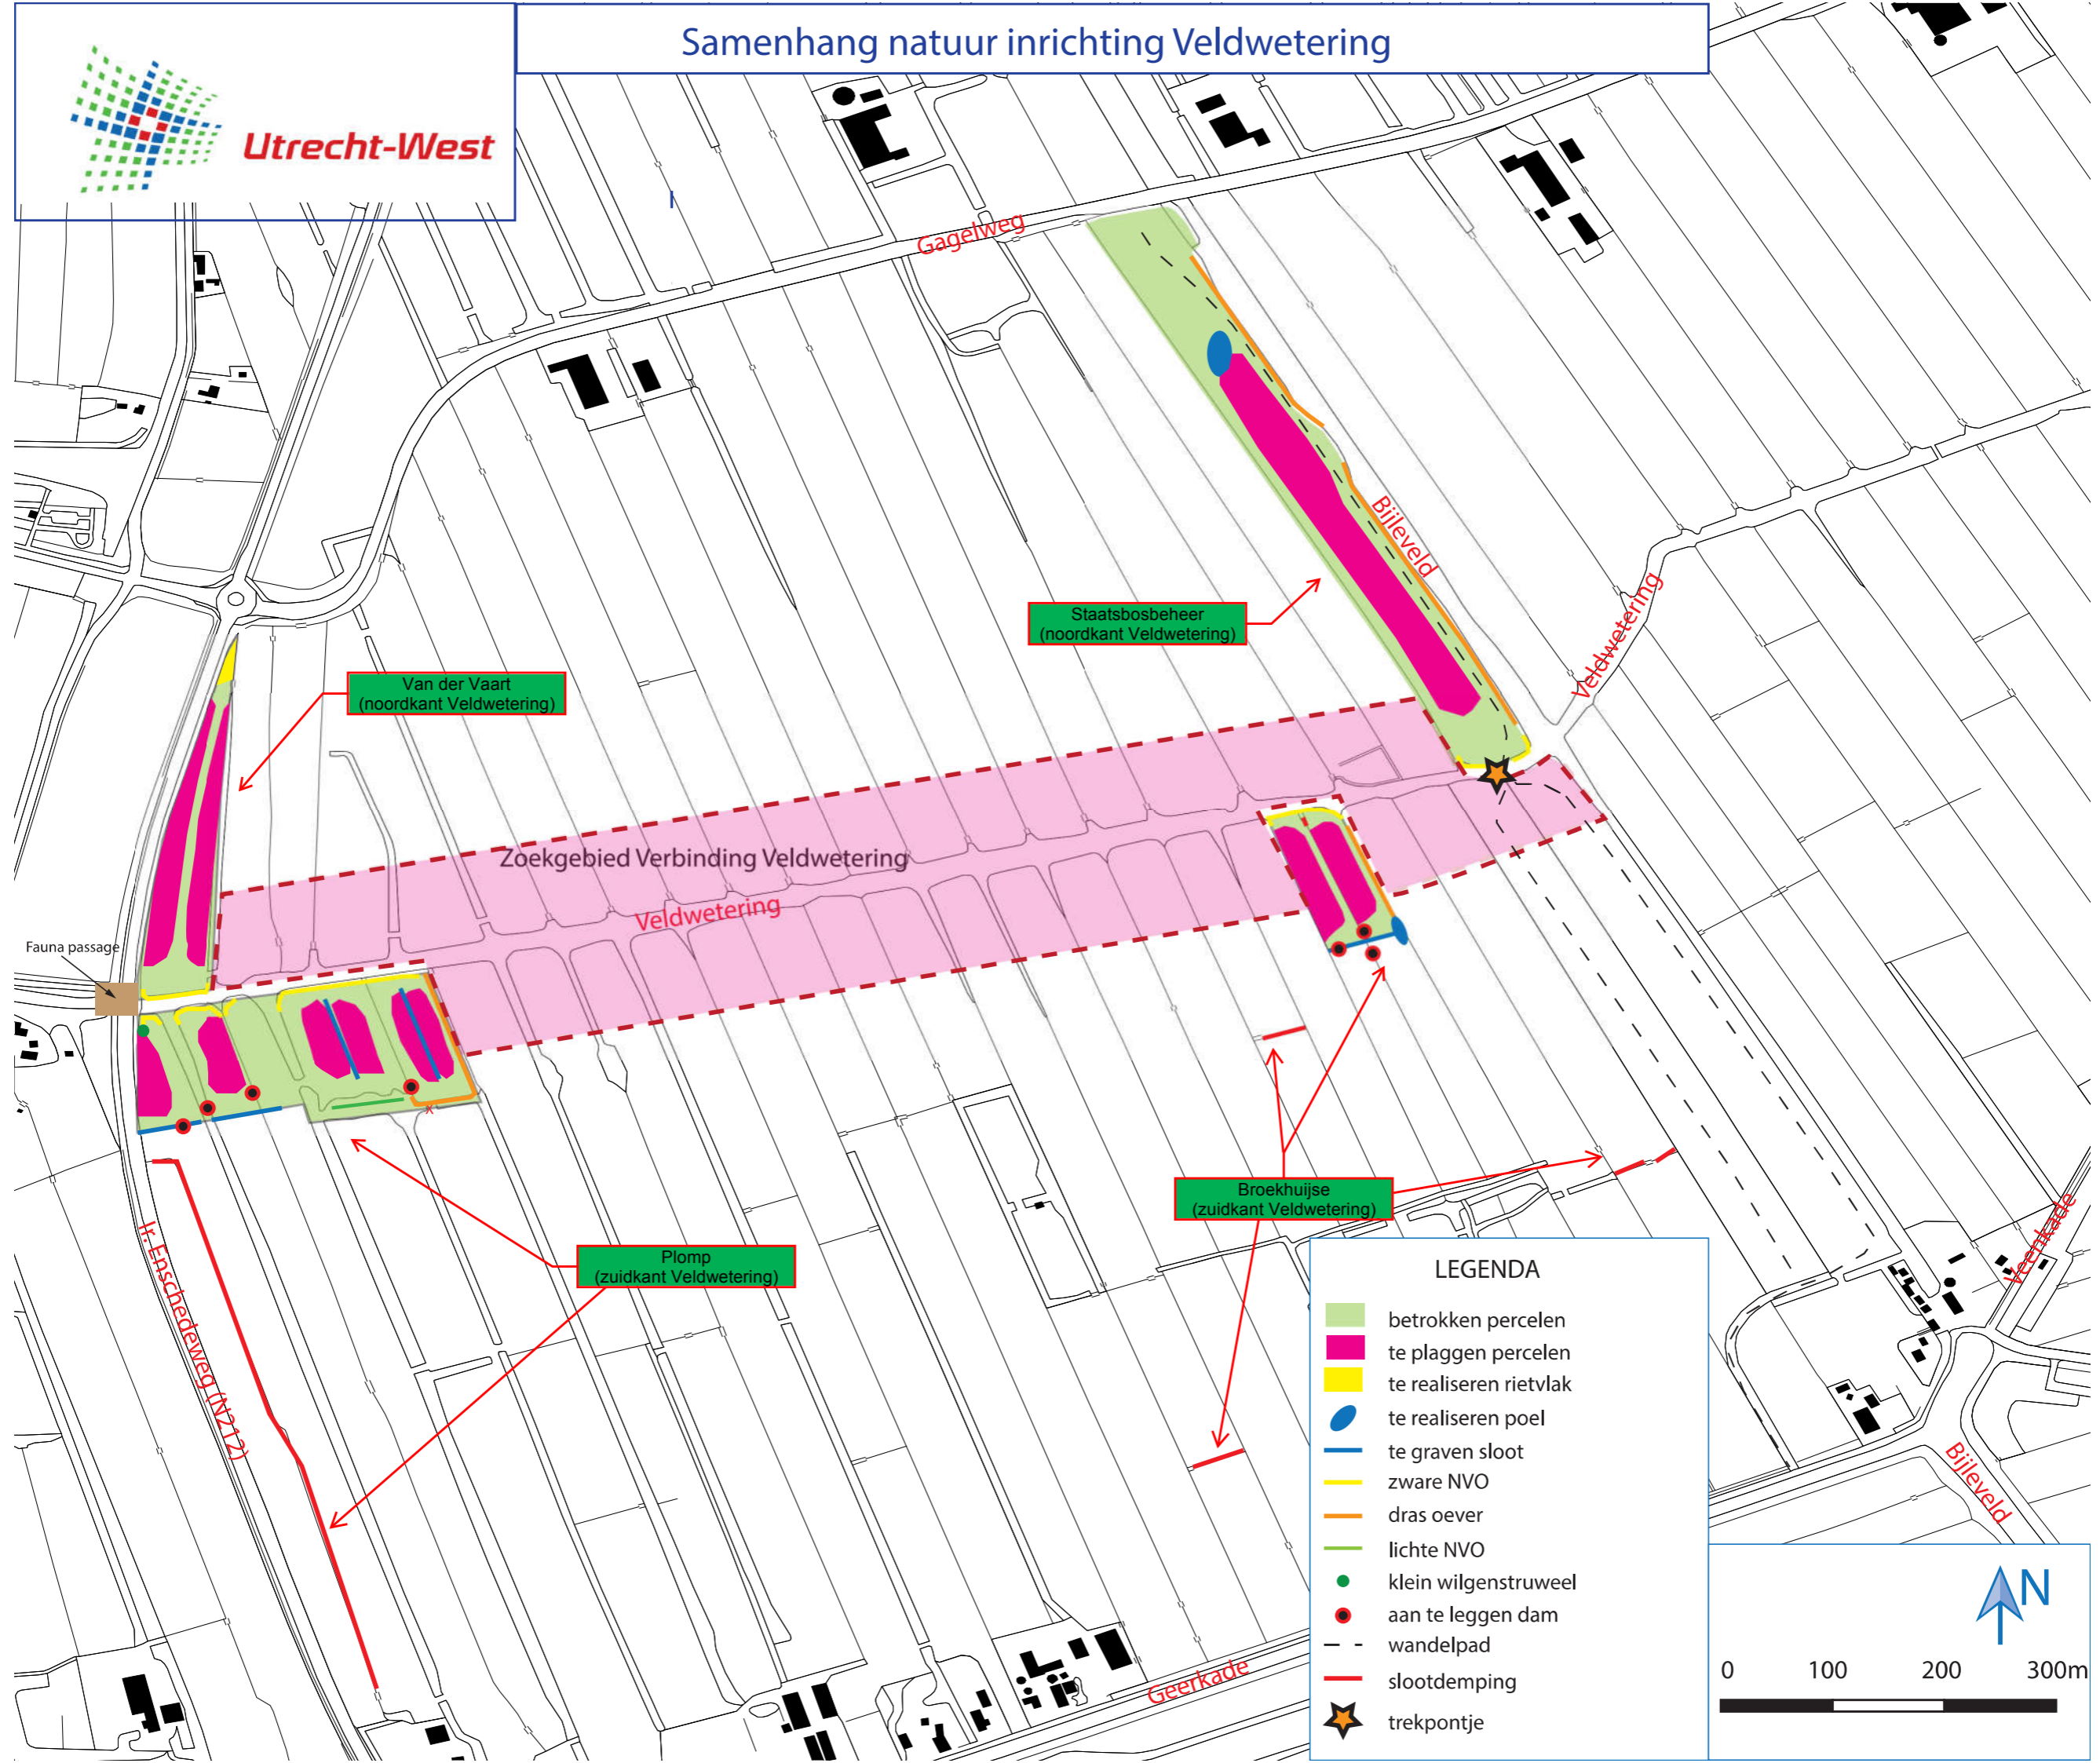 Samenhang natuur inrichting Veldwetering
Utrecht-West
Gagelweg
Bijleveld
Veldwetering
Staatsbosbeheer
(noordkant Veldwetering)
Van der Vaart
(noordkant Veldwetering)
Zoekgebied Verbinding Veldwetering
Veldwetering
Fauna passage
x
Broekhuijse
(zuidkant Veldwetering)
Plomp
(zuidkant Veldwetering)
Ir. Enschedeweg (N212)
Veenkade
Bijleveld
Geerkade
LEGENDA
betrokken percelen
te plaggen percelen
te realiseren rietvlak
te realiseren poel
te graven sloot
zware NVO
dras oever
lichte NVO
klein wilgenstruweel
aan te leggen dam
wandelpad
slootdemping
trekpontje
N
0 100 200 300m